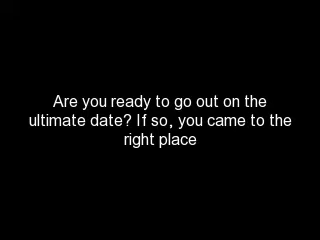 Are you ready to go out on the
ultimate date? If so, you came to the
right place